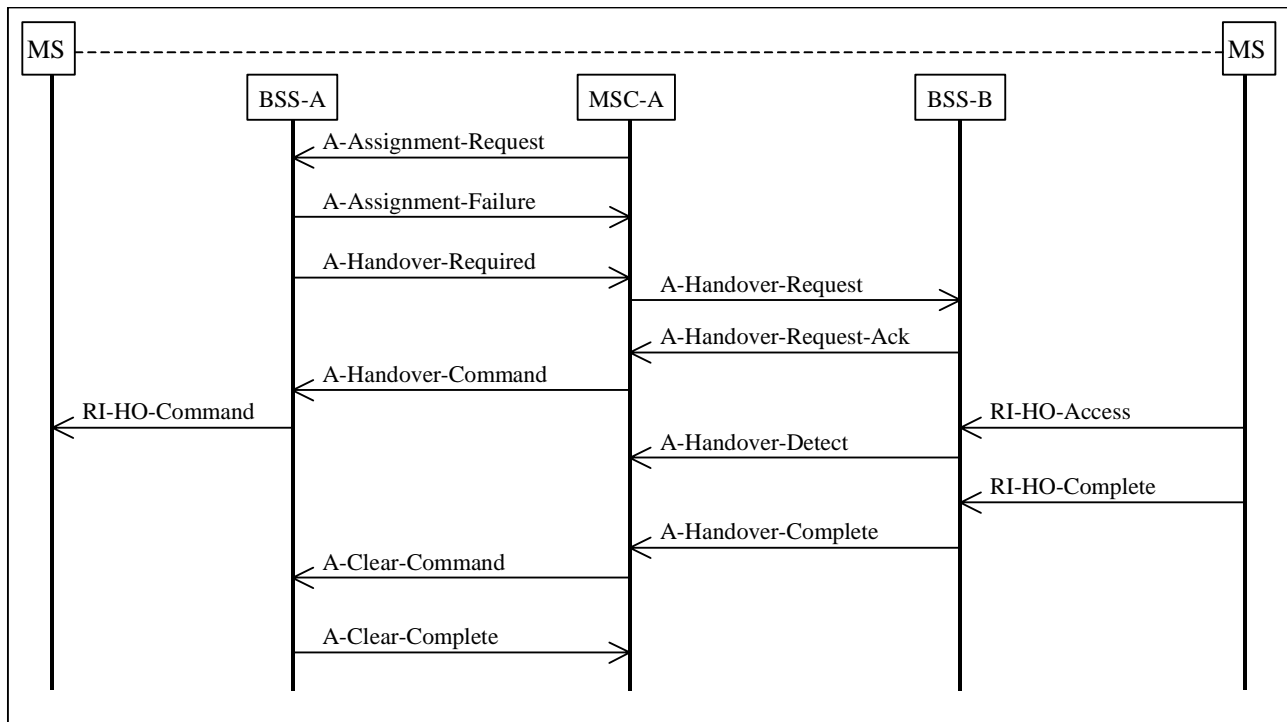 MS
MS
BSS-A
MSC-A
BSS-B
A-Assignment-Request
A-Assignment-Failure
A-Handover-Required
A-Handover-Request
A-Handover-Request-Ack
A-Handover-Command
RI-HO-Command
RI-HO-Access
A-Handover-Detect
RI-HO-Complete
A-Handover-Complete
A-Clear-Command
A-Clear-Complete